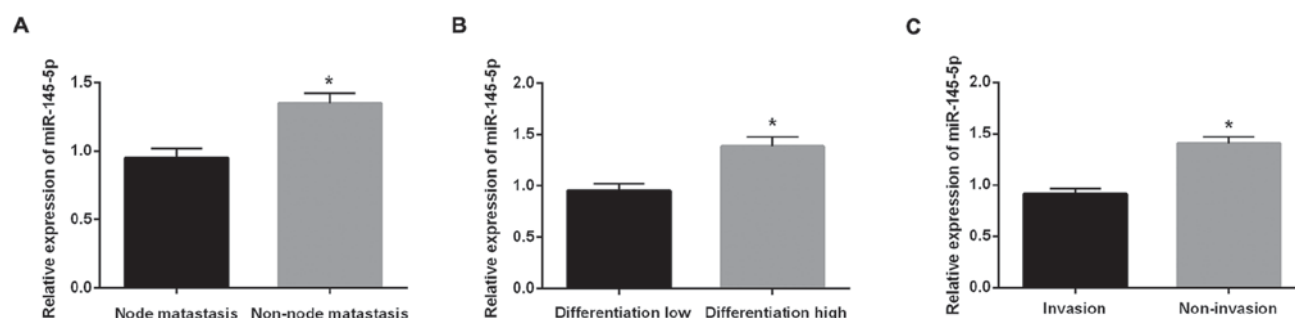 A
Relative expression of miR-145-5p
1.5
1.0
0.5
0.0
*
Node metastasis Non-node metastasis
B
Relative expression of miR-145-5p
2.0
1.5
1.0
0.5
0.0
*
Differentiation low Differentiation high
C
Relative expression of miR-145-5p
2.0
1.5
1.0
0.5
0.0
*
Invasion Non-invasion